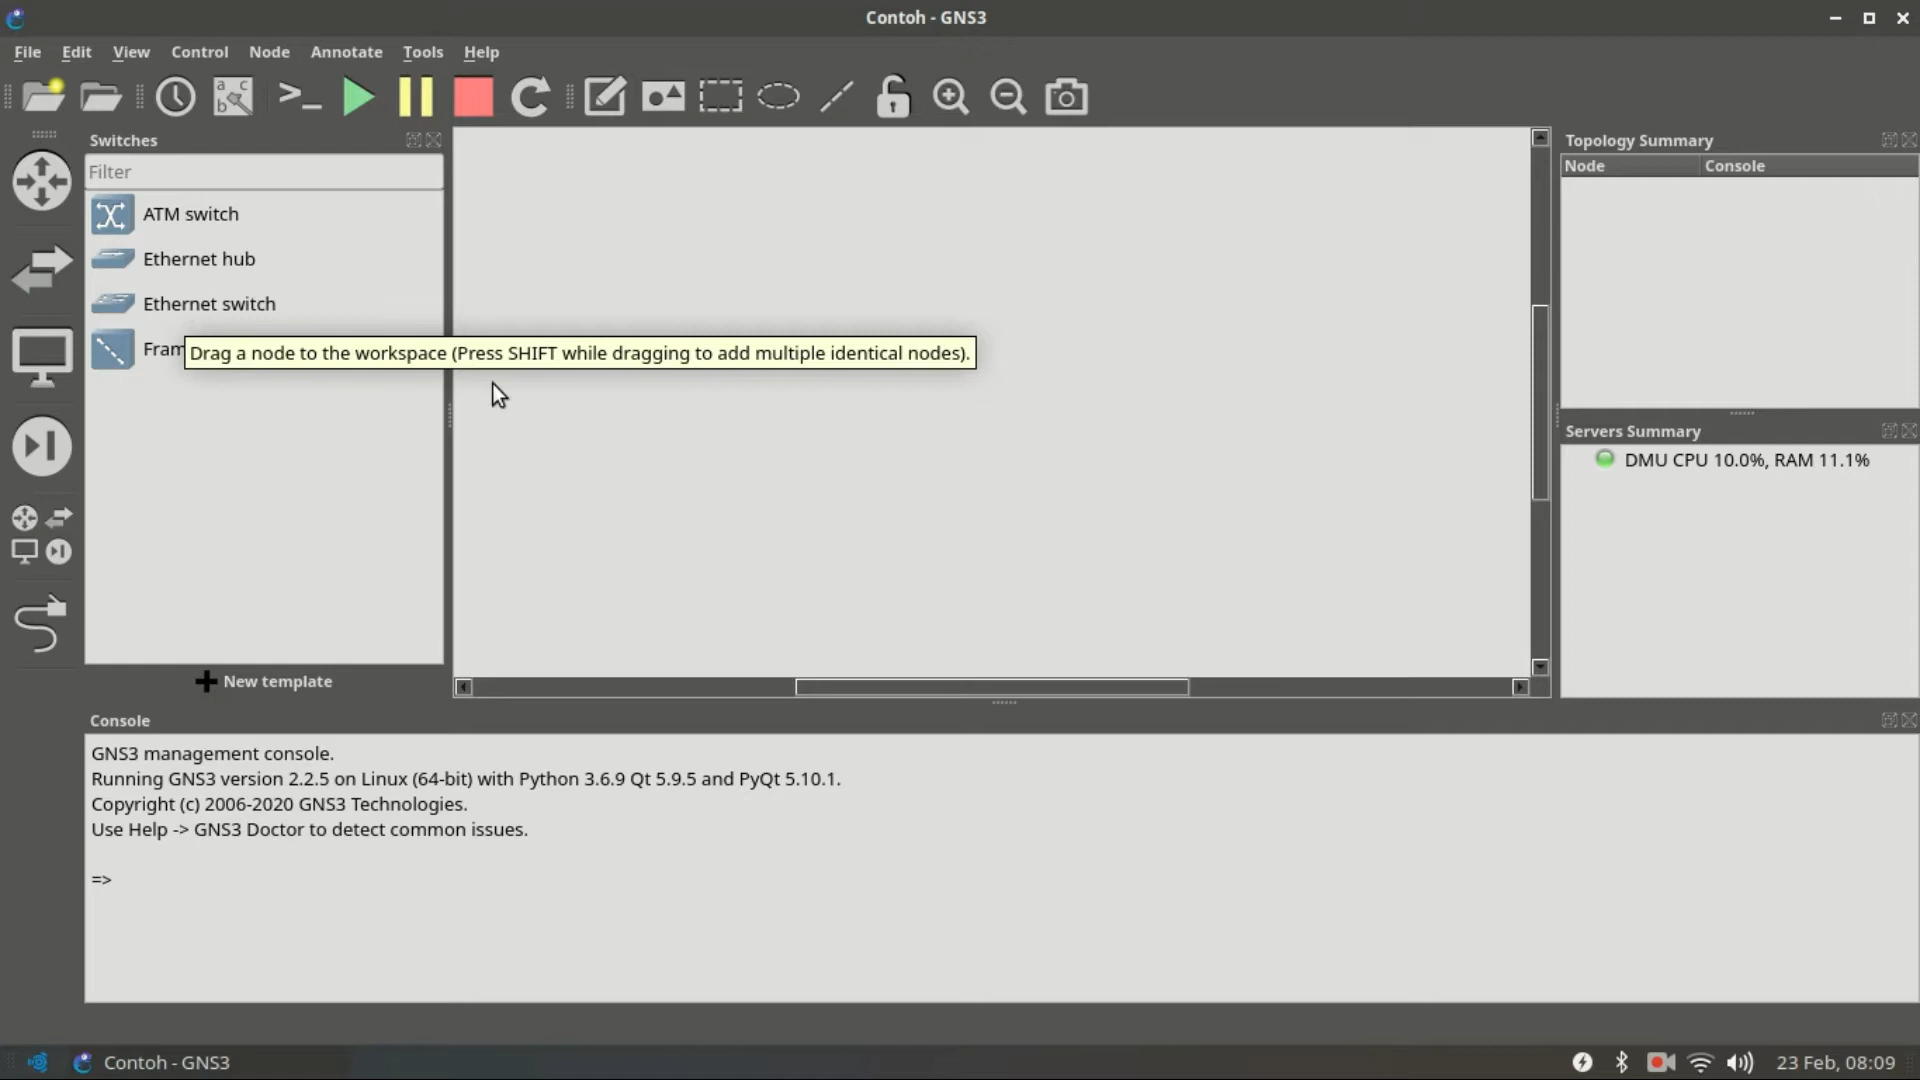 Contoh - GNS3
File Edit View Control Node Annotate Tools Help
Switches
Filter
ATM switch
Ethernet hub
Ethernet switch
Fram
Drag a node to the workspace (Press SHIFT while dragging to add multiple identical nodes).
New template
Topology Summary
Node Console
Servers Summary
DMU CPU 10.0%, RAM 11.1%
Console
GNS3 management console.
Running GNS3 version 2.2.5 on Linux (64-bit) with Python 3.6.9 Qt 5.9.5 and PyQt 5.10.1.
Copyright (c) 2006-2020 GNS3 Technologies.
Use Help -> GNS3 Doctor to detect common issues.
=>
Contoh - GNS3
23 Feb, 08:09